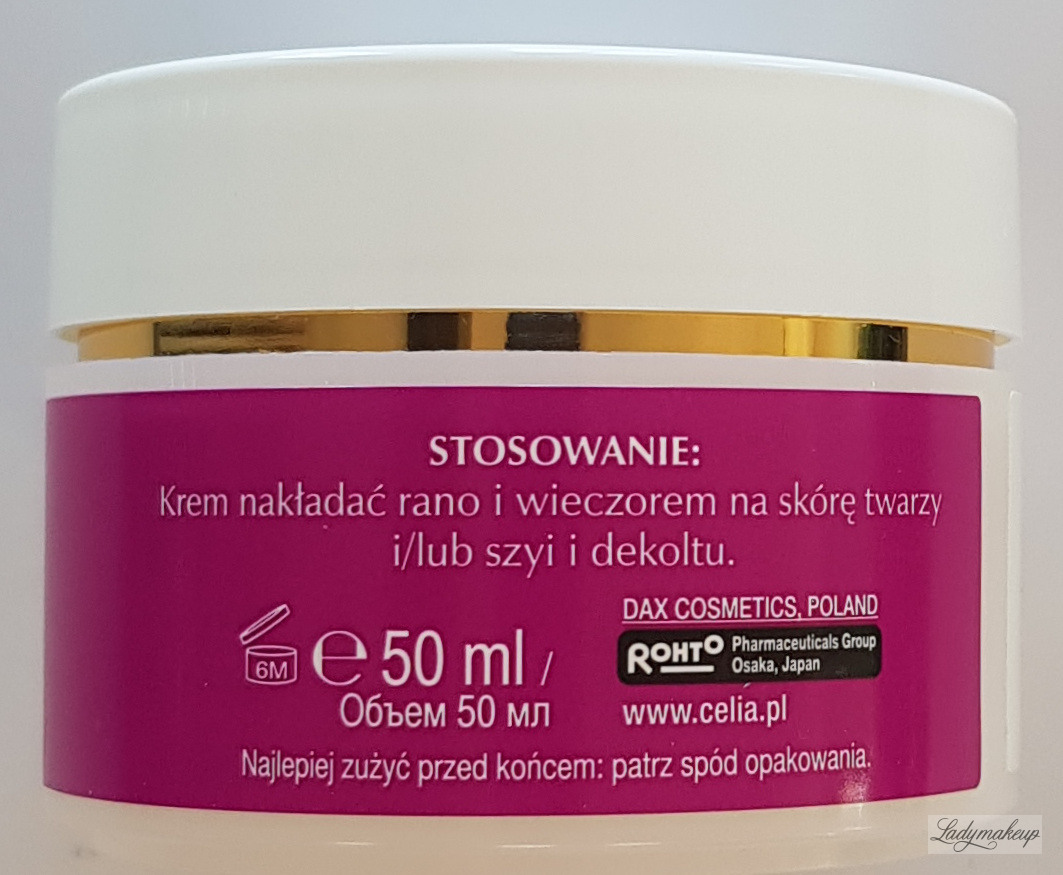 STOSOWANIE:
Krem nakładać rano i wieczorem na skórę twarzy
i/lub szyi i dekoltu.
6M
℮ 50 ml /
Объем 50 мл
DAX COSMETICS, POLAND
ROHTO Pharmaceuticals Group
Osaka, Japan
www.celia.pl
Najlepiej zużyć przed końcem: patrz spód opakowania.
Ladymakeup